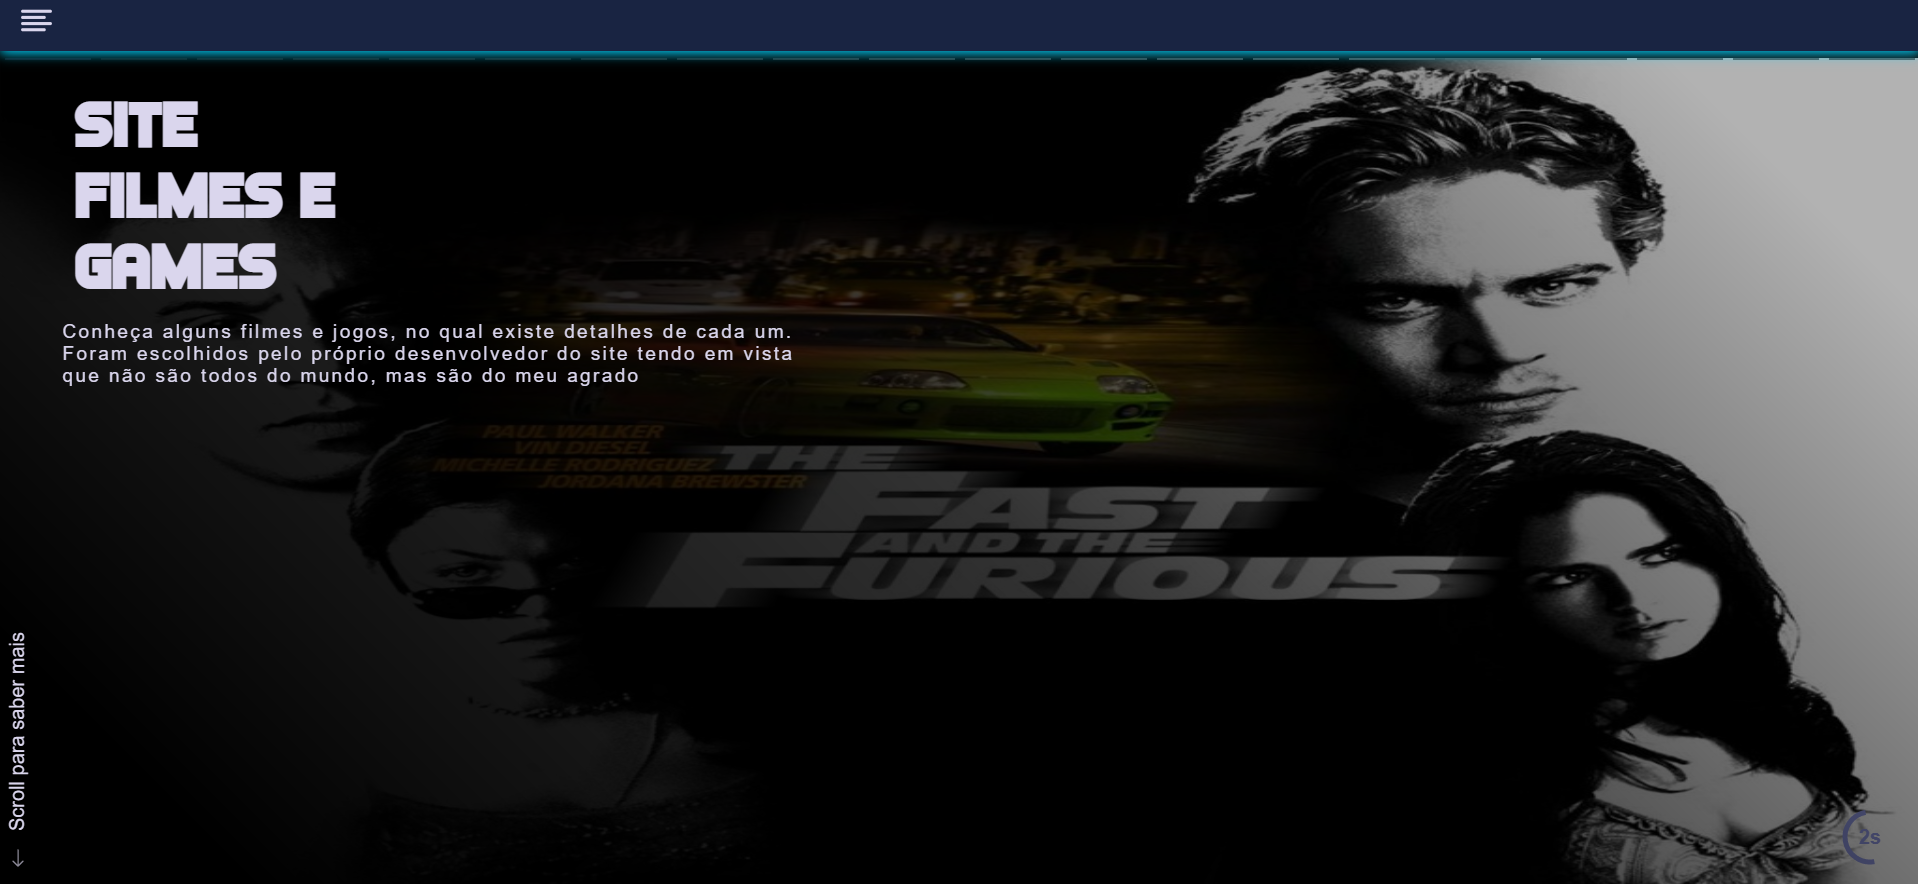 SITE
FILMES E
GAMES
Conheça alguns filmes e jogos, no qual existe detalhes de cada um.
Foram escolhidos pelo próprio desenvolvedor do site tendo em vista
que não são todos do mundo, mas são do meu agrado
PAUL WALKER
VIN DIESEL
MICHELLE RODRIGUEZ
JORDANA BREWSTER
THE
FAST
AND THE
FURIOUS
Scroll para saber mais
2s